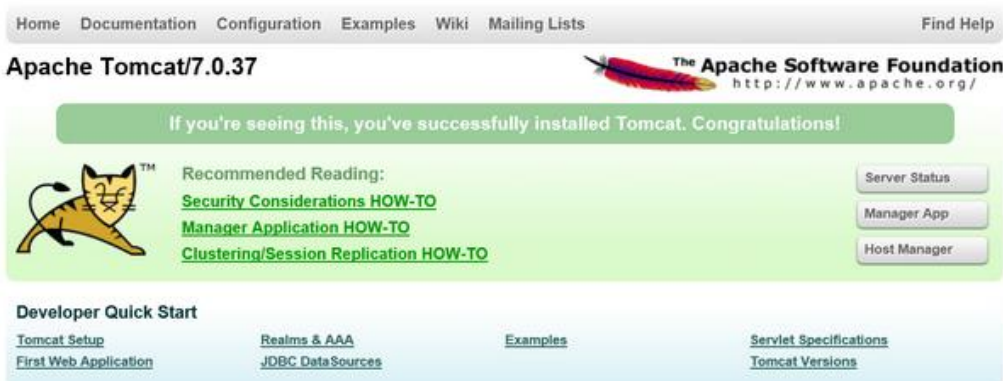 Home Documentation Configuration Examples Wiki Mailing Lists Find Help
Apache Tomcat/7.0.37
The Apache Software Foundation
http://www.apache.org/
If you're seeing this, you've successfully installed Tomcat. Congratulations!
TM
Recommended Reading:
Security Considerations HOW-TO
Manager Application HOW-TO
Clustering/Session Replication HOW-TO
Server Status
Manager App
Host Manager
Developer Quick Start
Tomcat Setup Realms & AAA Examples Servlet Specifications
First Web Application JDBC DataSources Tomcat Versions